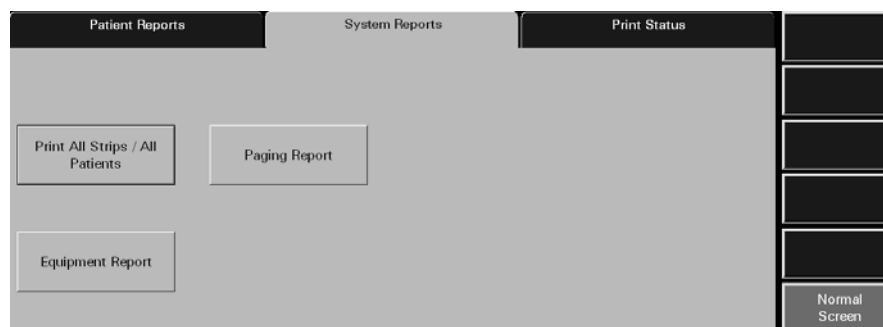 Patient Reports
System Reports
Print Status
Print All Strips / All
Patients
Paging Report
Equipment Report
Normal
Screen